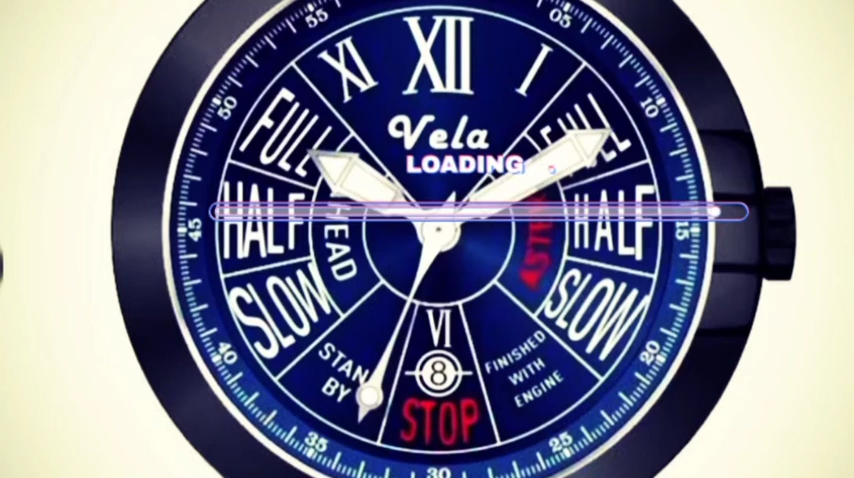 55
05
XI
XII
I
50
10
FULL
FULL
Vela
LOADING
HALF
HEAD
HALF
45
15
SLOW
SLOW
40
20
VI
STAND
BY
8
FINISHED
WITH
ENGINE
STOP
35
25
30